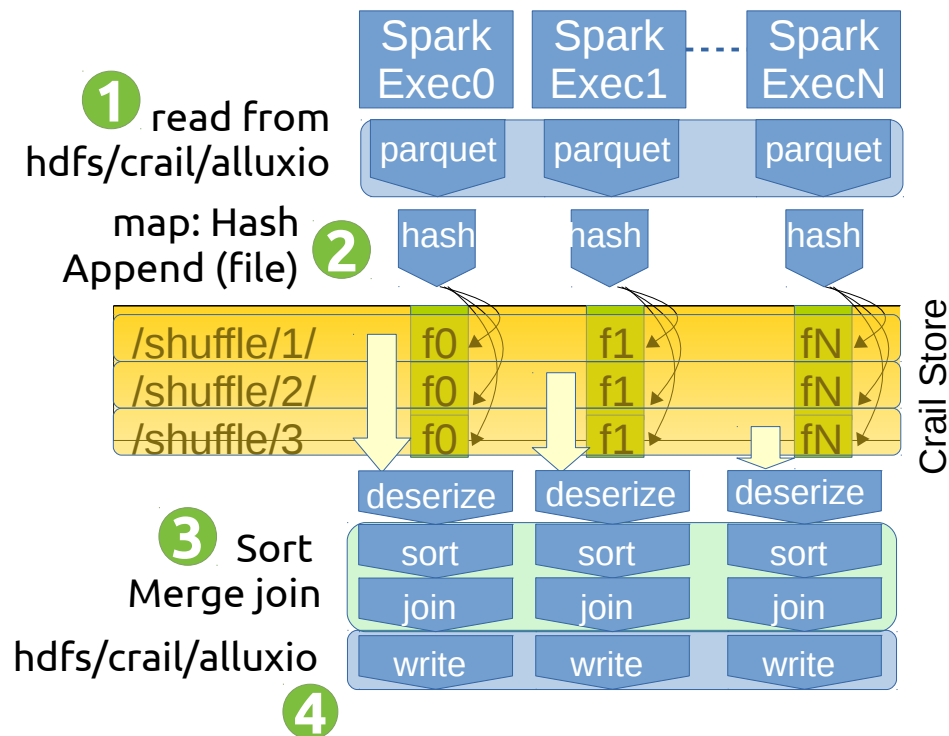 Spark Exec0
Spark Exec1
Spark ExecN
1 read from
hdfs/crail/alluxio
parquet parquet parquet
map: Hash
Append (file) 2
hash hash hash
/shuffle/1/ f0 f1 fN
/shuffle/2/ f0 f1 fN
/shuffle/3 f0 f1 fN
Crail Store
deserize deserize deserize
3 Sort
Merge join
sort sort sort
join join join
hdfs/crail/alluxio
write write write
4